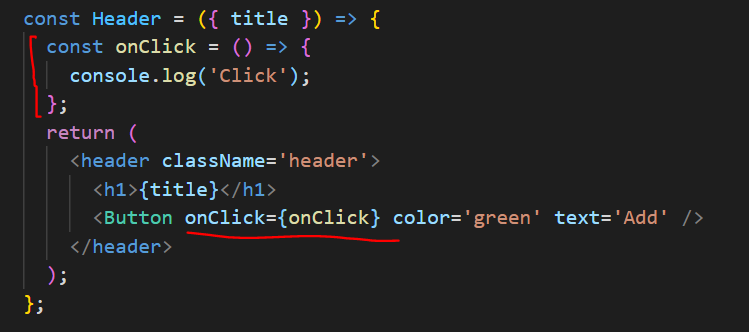 const Header = ({ title }) => {
const onClick = () => {
console.log('Click');
};
return (
<header className='header'>
<h1>{title}</h1>
<Button onClick={onClick} color='green' text='Add' />
</header>
);
};